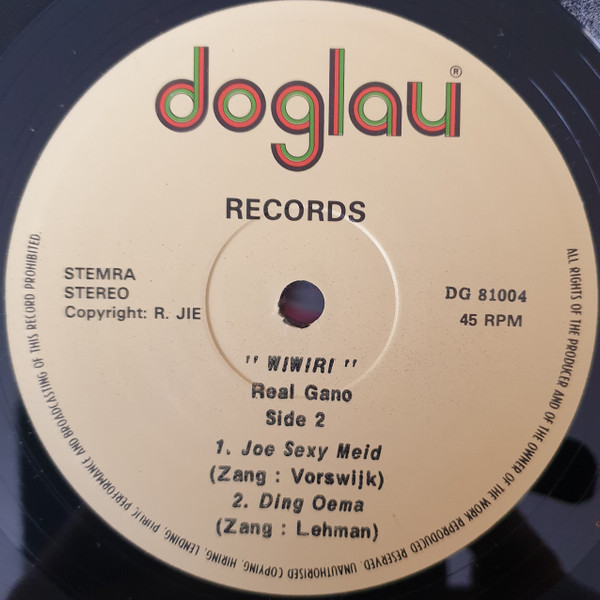 doglau®
RECORDS
STEMRA
STEREO
Copyright: R. JIE
DG 81004
45 RPM
" WIWIRI "
Real Gano
Side 2
1. Joe Sexy Meid
(Zang : Vorswijk)
2. Ding Oema
(Zang : Lehman)
ALL RIGHTS OF THE PRODUCER AND OF THE OWNER OF THE WORK REPRODUCED RESERVED. UNAUTHORISED COPYING, HIRING, LENDING, PUBLIC PERFORMANCE AND BROADCASTING OF THIS RECORD PROHIBITED.